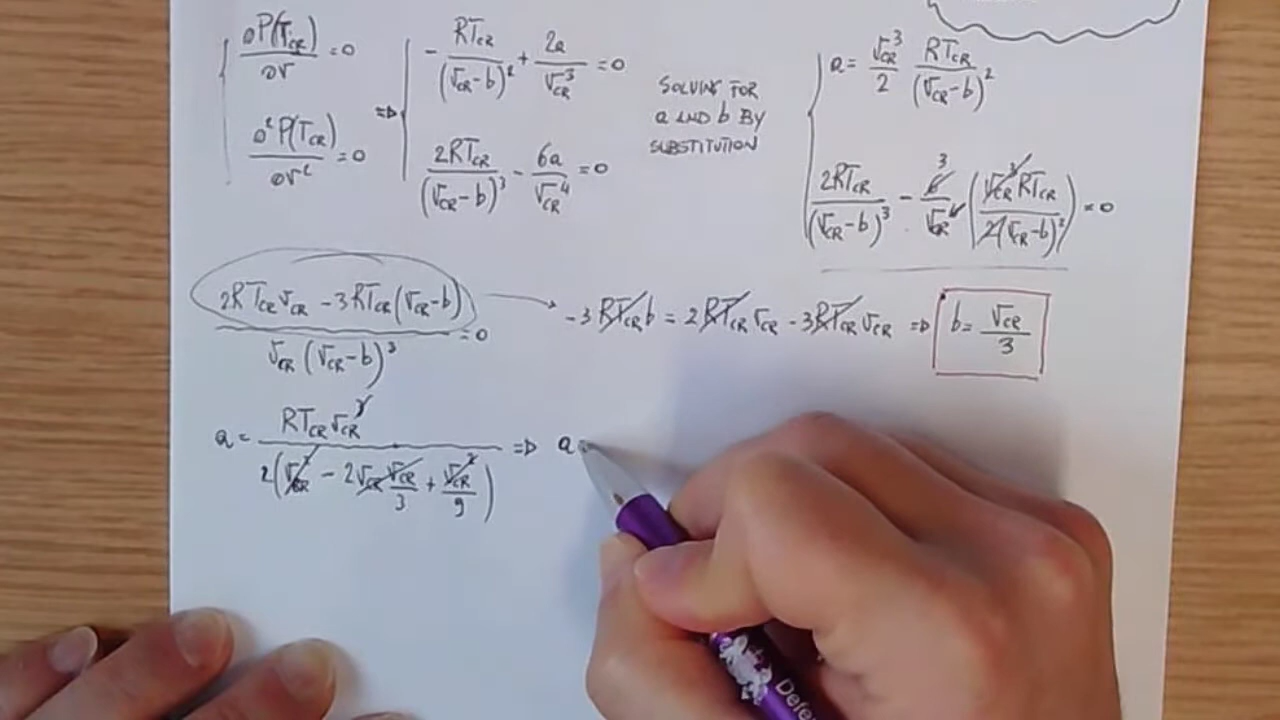 ∂P(T_CR)/∂v = 0 => -RT_CR/(v_CR-b)² + 2a/v_CR³ = 0
∂²P(T_CR)/∂v² = 0 2RT_CR/(v_CR-b)³ - 6a/v_CR⁴ = 0
SOLVING FOR
a AND b BY
SUBSTITUTION
a = v_CR³/2 RT_CR/(v_CR-b)²
2RT_CR/(v_CR-b)³ - 6/v_CR⁴ 3 (v_CR³RT_CR/2(v_CR-b)²) = 0
2RT_CR v_CR - 3RT_CR(v_CR-b)/v_CR(v_CR-b)³ = 0
-3RT_CR b = 2RT_CR v_CR - 3RT_CR v_CR => b = v_CR/3
a = RT_CR v_CR³/2(v_CR² - 2v_CR v_CR/3 + v_CR²/9) => a
Defe